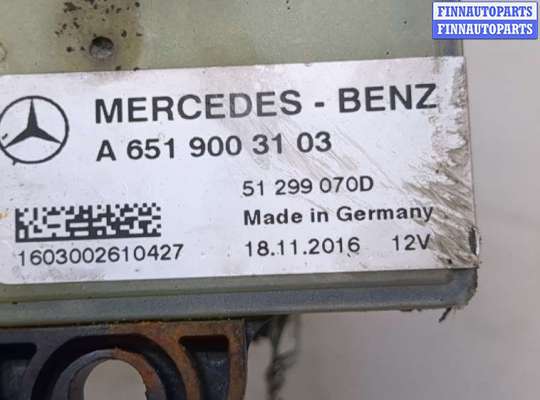 FINNAUTOPARTS
FINNAUTOPARTS
MERCEDES - BENZ
A 651 900 31 03
51 299 070D
Made in Germany
1603002610427
18.11.2016 12V